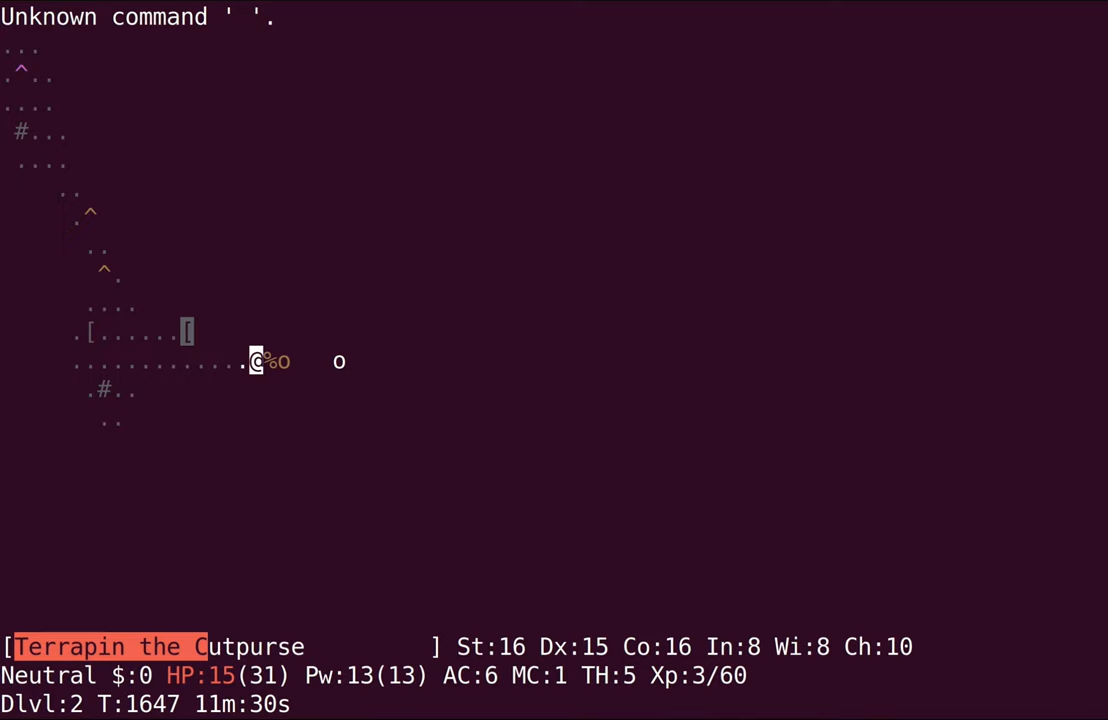 Unknown command ' '.
...
.^..
....
#...
....
..
.^
..
^.
....
.[......[
.............@%o   o
.#..
..
[Terrapin the Cutpurse         ] St:16 Dx:15 Co:16 In:8 Wi:8 Ch:10
Neutral $:0 HP:15(31) Pw:13(13) AC:6 MC:1 TH:5 Xp:3/60
Dlvl:2 T:1647 11m:30s